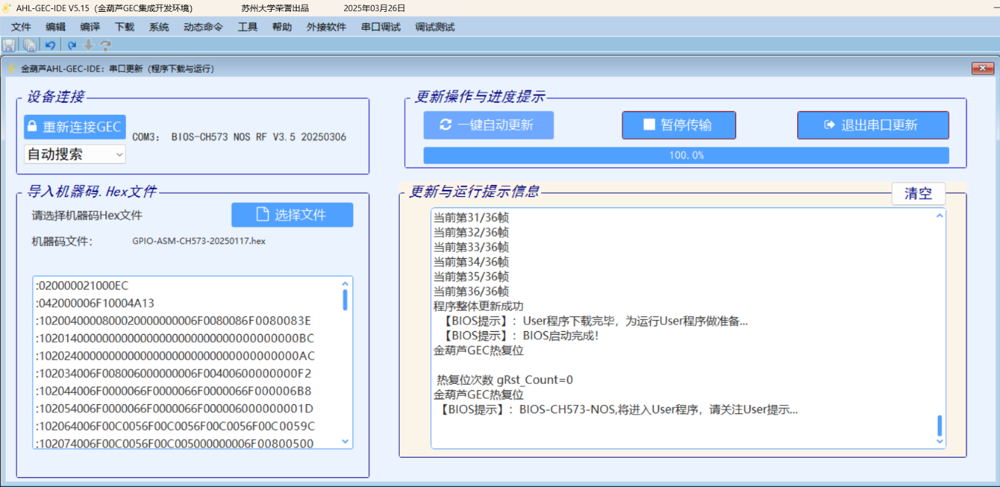 AHL-GEC-IDE V5.15（金葫芦GEC集成开发环境） 苏州大学荣誉出品 2025年03月26日
文件 编辑 编译 下载 系统 动态命令 工具 帮助 外接软件 串口调试 调试测试
金葫芦AHL-GEC-IDE：串口更新（程序下载与运行）
设备连接
重新连接GEC
COM3： BIOS-CH573 NOS RF V3.5 20250306
自动搜索
更新操作与进度提示
一键自动更新
暂停传输
退出串口更新
100.0%
导入机器码.Hex文件
请选择机器码Hex文件
选择文件
机器码文件：
GPIO-ASM-CH573-20250117.hex
:020000021000EC
:042000006F10004A13
:1020040000800020000000006F0080086F0080083E
:1020140000000000000000000000000000000000BC
:1020240000000000000000000000000000000000AC
:102034006F008006000000006F00400600000000F2
:102044006F0000066F0000066F0000066F000006B8
:102054006F0000066F0000066F000006000000001D
:102064006F00C0056F00C0056F00C0056F00C0059C
:102074006F00C0056F00C005000000006F00800500
更新与运行提示信息
清空
当前第31/36帧
当前第32/36帧
当前第33/36帧
当前第34/36帧
当前第35/36帧
当前第36/36帧
程序整体更新成功
【BIOS提示】：User程序下载完毕，为运行User程序做准备...
【BIOS提示】：BIOS启动完成！
金葫芦GEC热复位
热复位次数 gRst_Count=0
金葫芦GEC热复位
【BIOS提示】：BIOS-CH573-NOS,将进入User程序，请关注User提示...